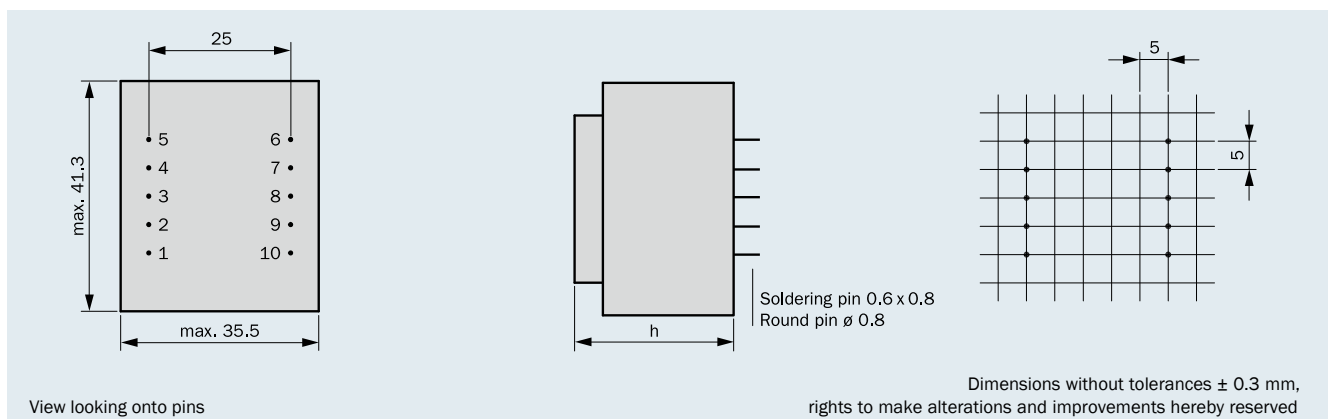 25
5
5 6
4 7
3 8
2 9
1 10
max. 41.3
max. 35.5
View looking onto pins
h
Soldering pin 0.6 x 0.8
Round pin ø 0.8
5
Dimensions without tolerances ± 0.3 mm,
rights to make alterations and improvements hereby reserved